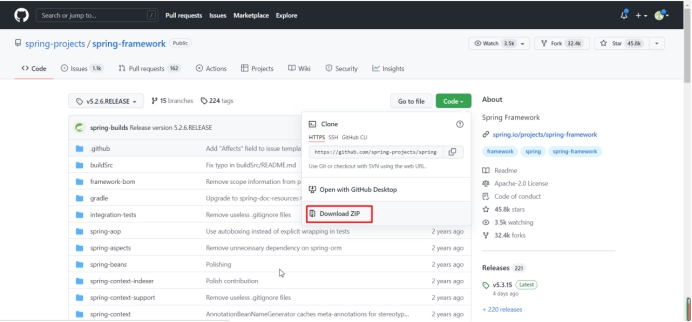 Search or jump to... /
Pull requests Issues Marketplace Explore
spring-projects / spring-framework Public
Watch 3.5k
Fork 32.4k
Star 45.8k
Code
Issues 1.1k
Pull requests 162
Actions
Projects
Wiki
Security
Insights
v5.2.6.RELEASE
15 branches
224 tags
Go to file
Code
spring-builds Release version 5.2.6.RELEASE
.github Add "Affects" field to issue templa
buildSrc Fix typo in buildSrc/README.md
framework-bom Remove scope information from p
gradle Upgrade to spring-doc-resources
integration-tests Remove useless .gitignore files
spring-aop Use autoboxing instead of explicit wrapping in tests 2 years ago
spring-aspects Remove unnecessary dependency on spring-orm 2 years ago
spring-beans Polishing 2 years ago
spring-context-indexer Polish contribution 2 years ago
spring-context-support Remove useless .gitignore files 2 years ago
spring-context AnnotationBeanNameGenerator caches meta-annotations for stereotyp... 2 years ago
Clone
HTTPS SSH GitHub CLI
https://github.com/spring-projects/spring
Use Git or checkout with SVN using the web URL.
Open with GitHub Desktop
Download ZIP
About
Spring Framework
spring.io/projects/spring-framework
framework spring spring-framework
Readme
Apache-2.0 License
Code of conduct
45.8k stars
3.5k watching
32.4k forks
Releases 221
v5.3.15 Latest
4 days ago
+ 220 releases